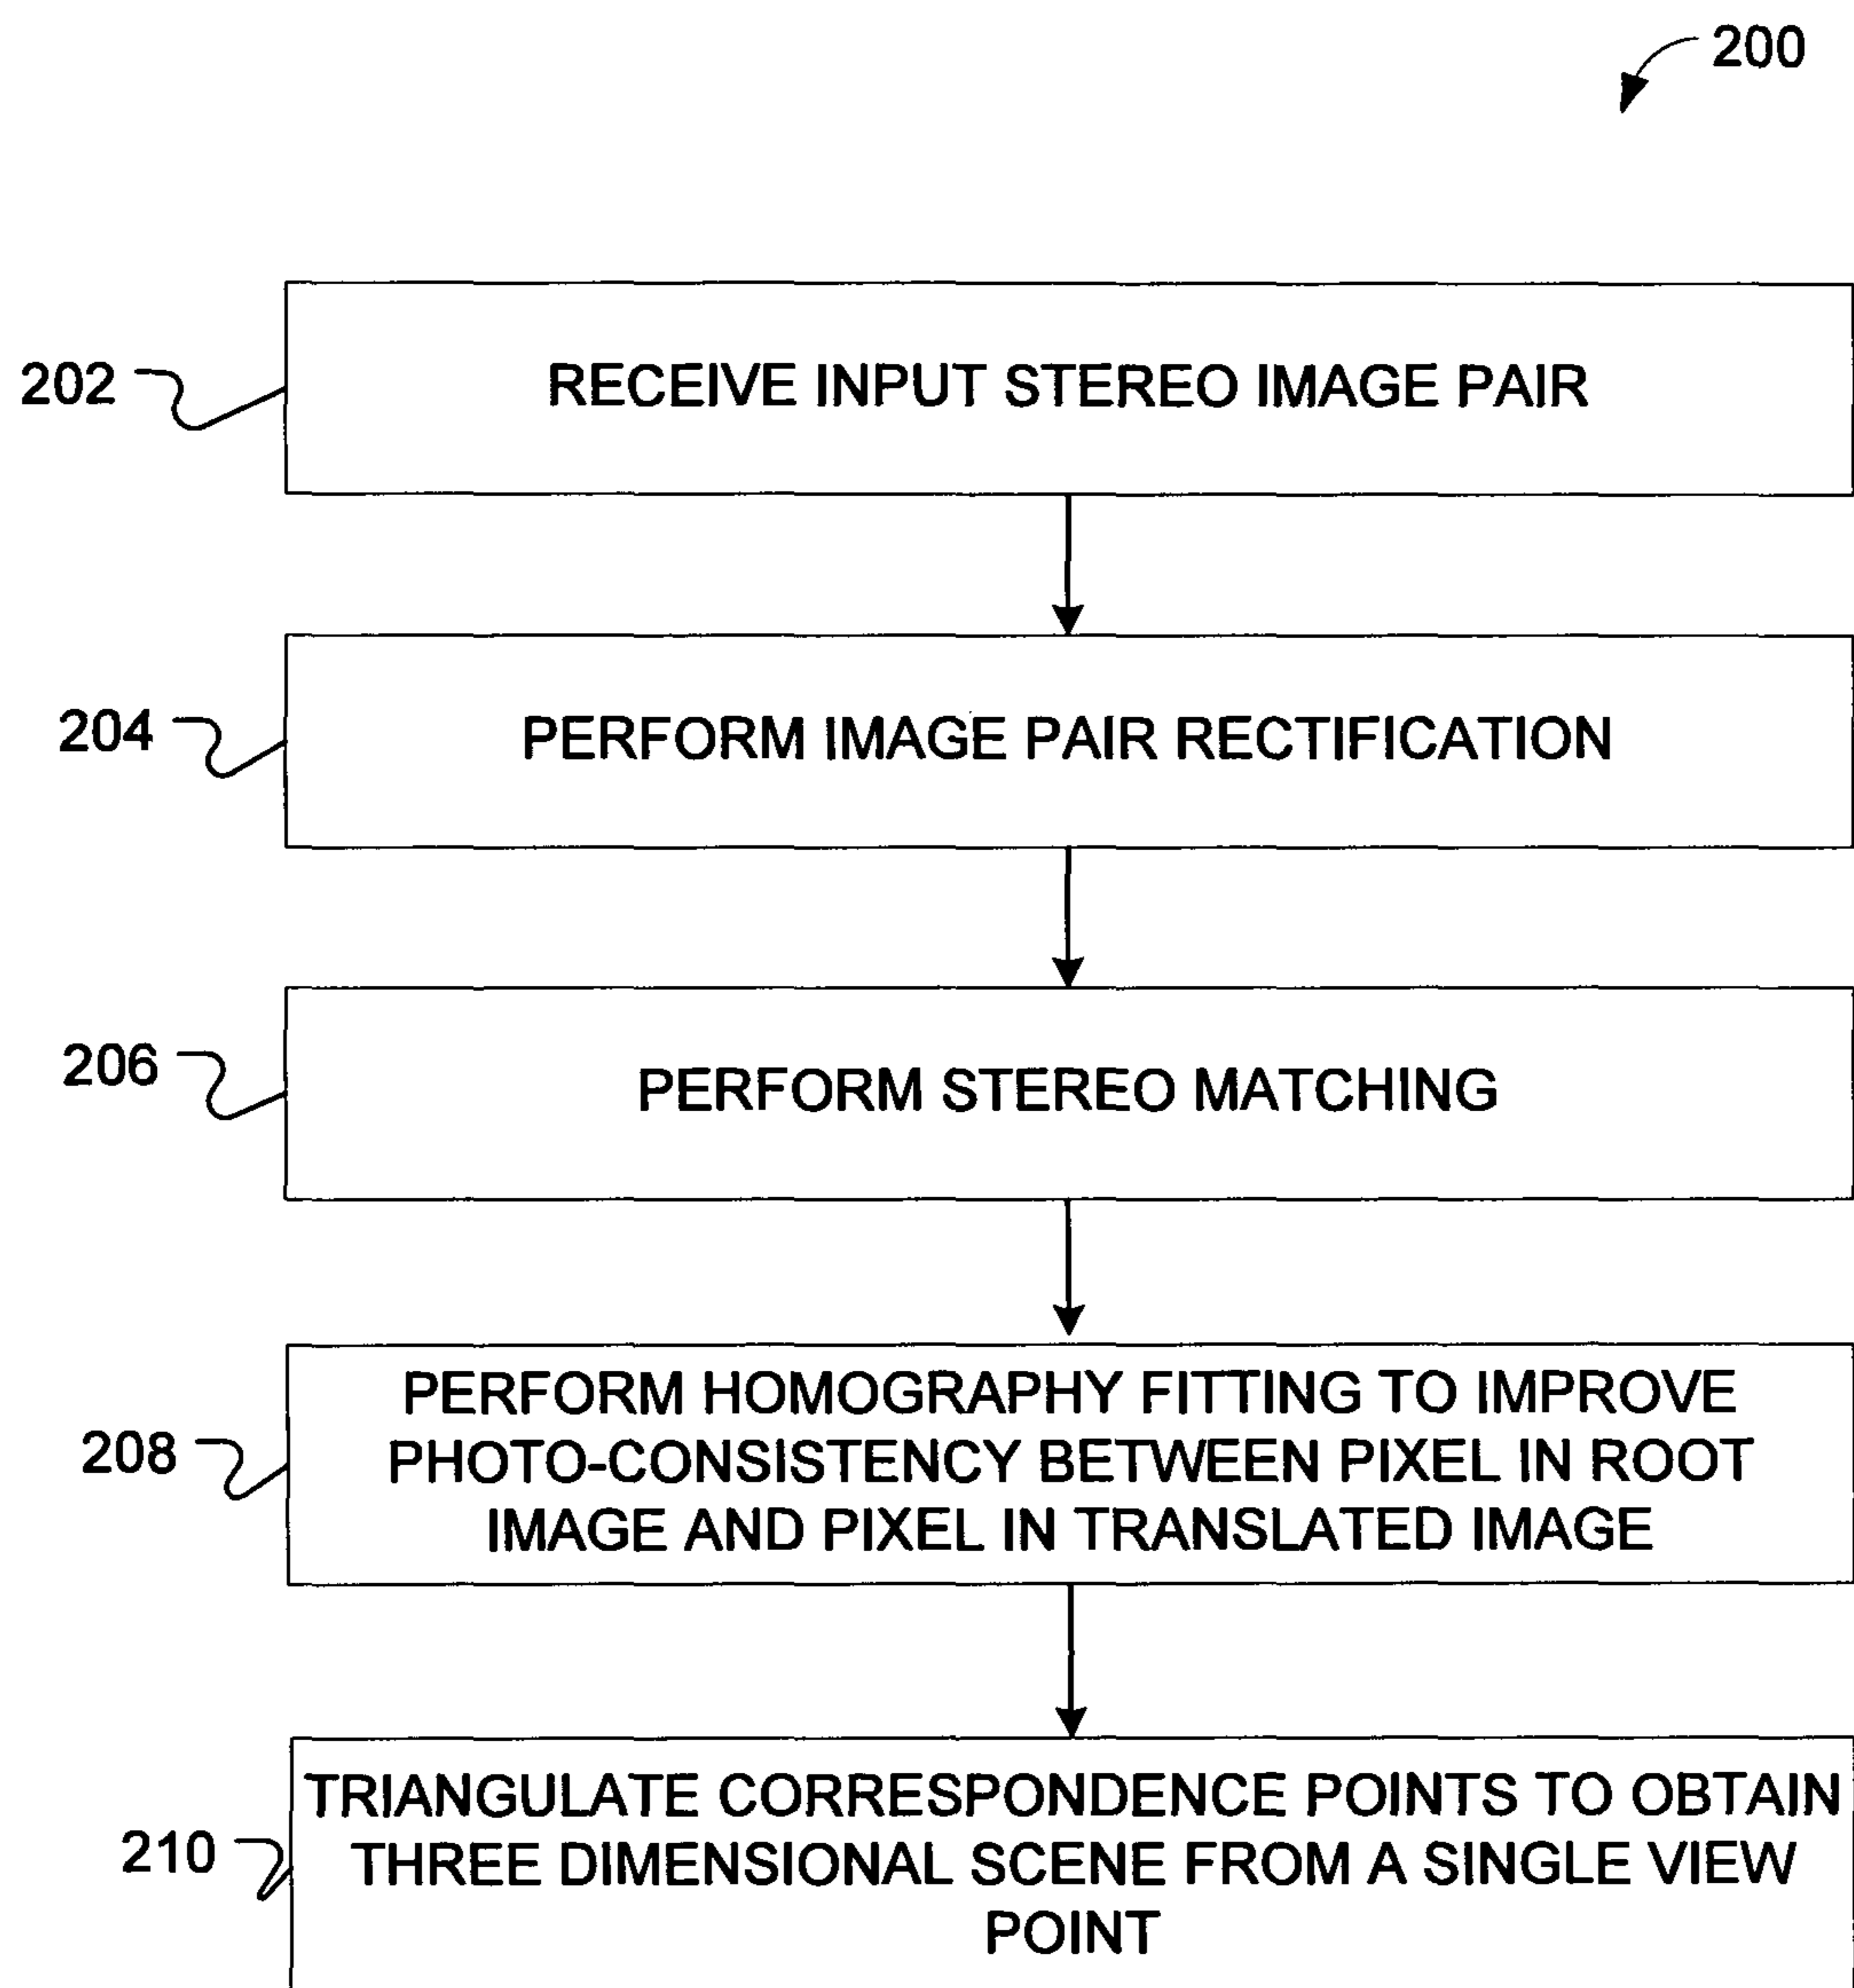 200
202
RECEIVE INPUT STEREO IMAGE PAIR
204
PERFORM IMAGE PAIR RECTIFICATION
206
PERFORM STEREO MATCHING
208
PERFORM HOMOGRAPHY FITTING TO IMPROVE
PHOTO-CONSISTENCY BETWEEN PIXEL IN ROOT
IMAGE AND PIXEL IN TRANSLATED IMAGE
210
TRIANGULATE CORRESPONDENCE POINTS TO OBTAIN
THREE DIMENSIONAL SCENE FROM A SINGLE VIEW
POINT